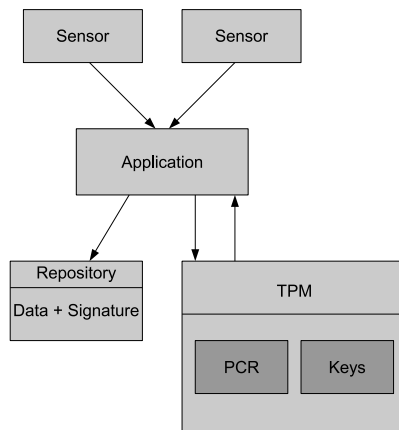 Sensor
Sensor
Application
Repository
Data + Signature
TPM
PCR
Keys